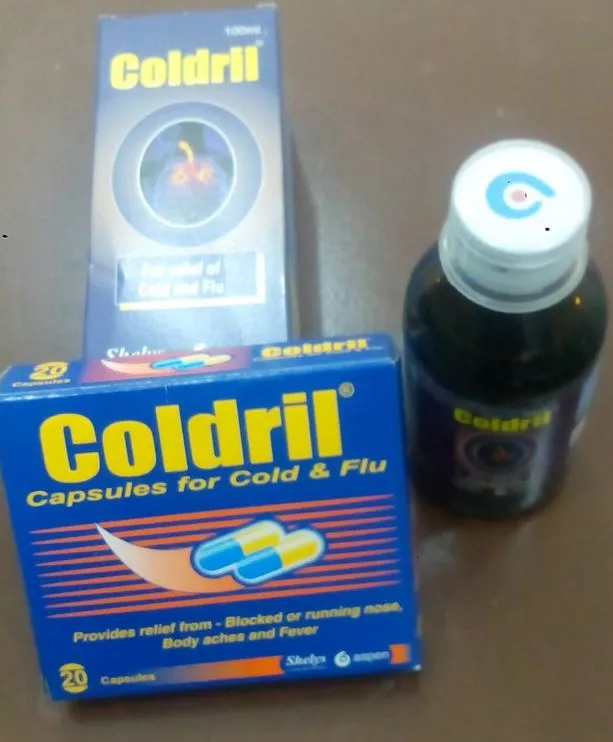 100ml
Coldril
For relief of
Cold and Flu
Shelys
20
Capsules
Coldril
Coldril®
Capsules for Cold & Flu
Provides relief from - Blocked or running nose,
Body aches and Fever
20 Capsules
Shelys aspen
Coldril